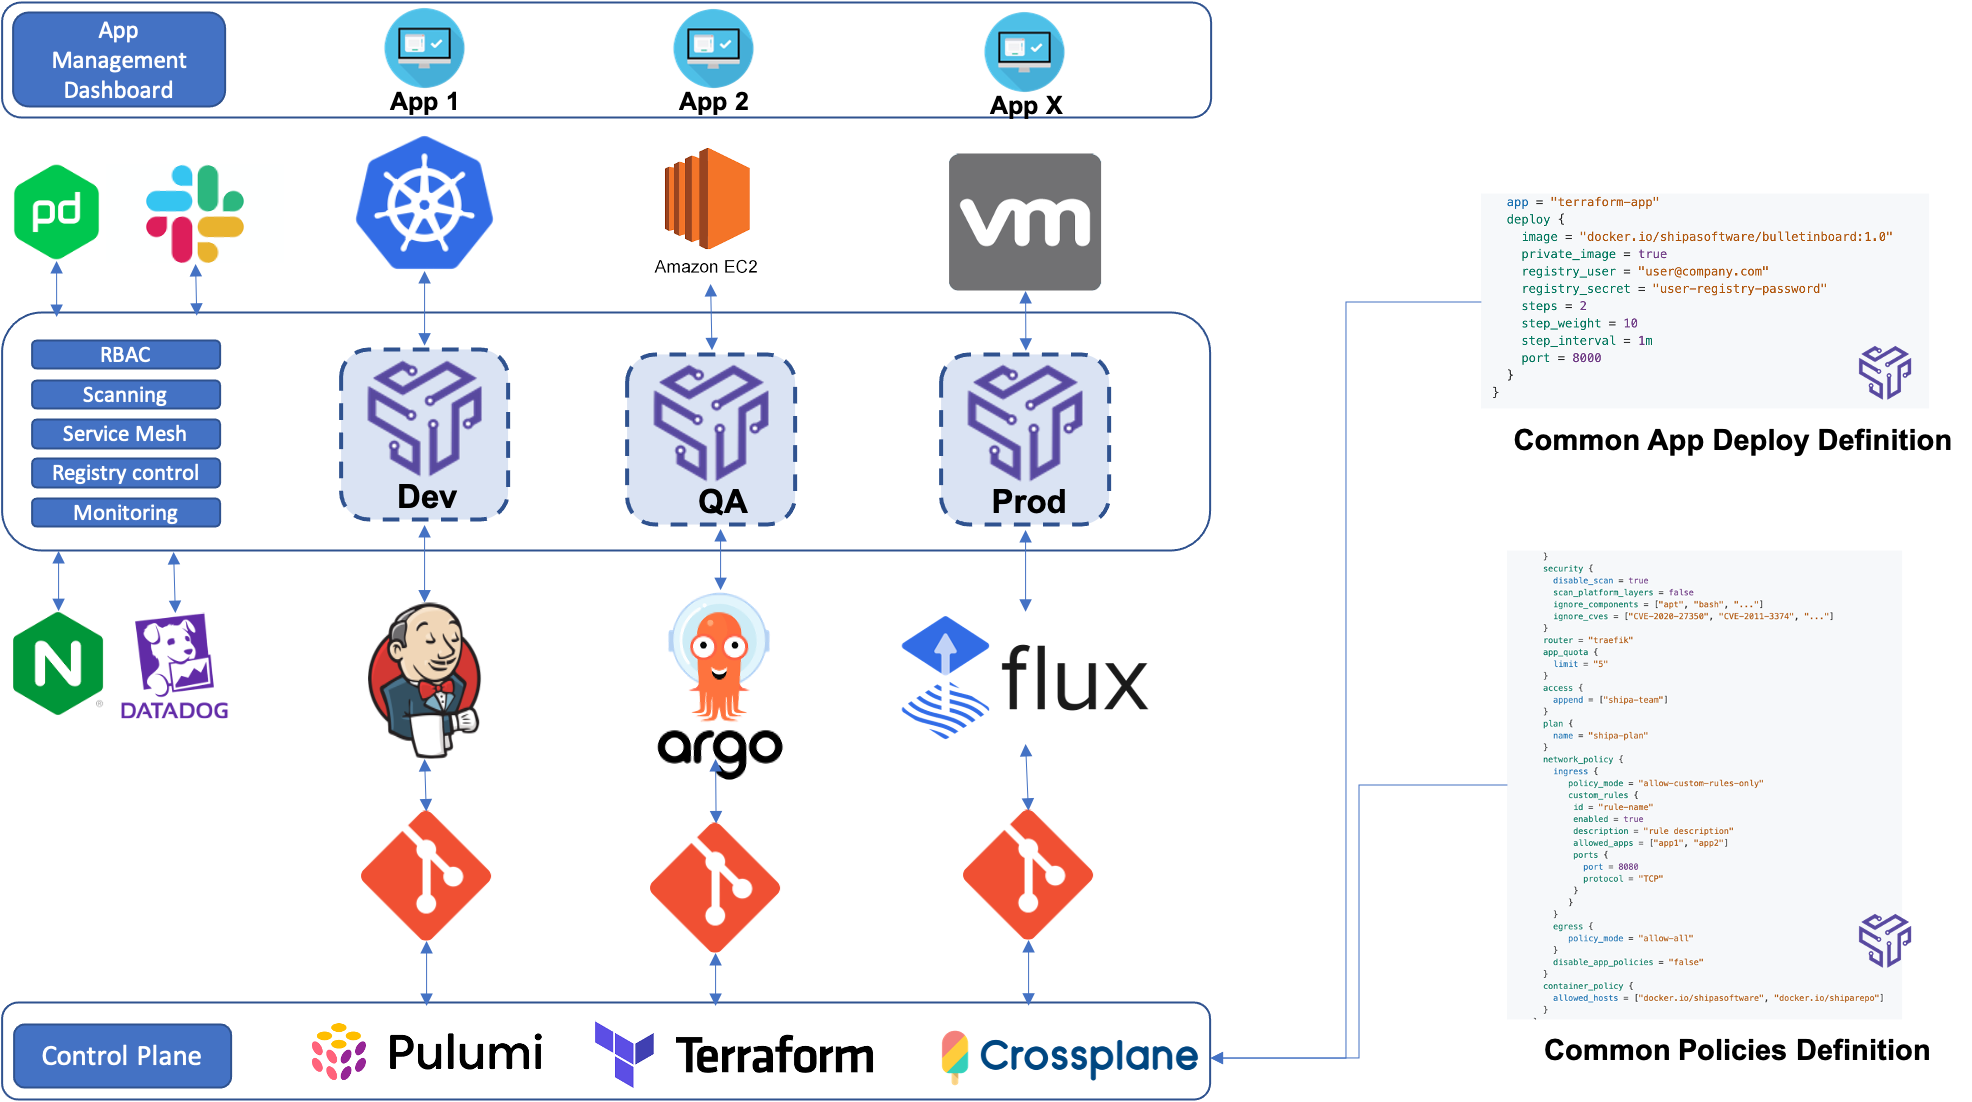 App
Management
Dashboard
App 1
App 2
App X
pd
Amazon EC2
vm
RBAC
Scanning
Service Mesh
Registry control
Monitoring
Dev
QA
Prod
N
®
DATADOG
argo
flux
Control Plane
Pulumi
Terraform
Crossplane
app = "terraform-app"
deploy {
image = "docker.io/shipasoftware/bulletinboard:1.0"
private_image = true
registry_user = "user@company.com"
registry_secret = "user-registry-password"
steps = 2
step_weight = 10
step_interval = 1m
port = 8000
}
}
Common App Deploy Definition
}
security {
disable_scan = true
scan_platform_layers = false
ignore_components = ["apt", "bash", "..."]
ignore_cves = ["CVE-2020-27350", "CVE-2011-3374", "..."]
}
router = "traefik"
app_quota {
limit = "5"
}
access {
append = ["shipa-team"]
}
plan {
name = "shipa-plan"
}
network_policy {
ingress {
policy_mode = "allow-custom-rules-only"
custom_rules {
id = "rule-name"
enabled = true
description = "rule description"
allowed_apps = ["app1", "app2"]
ports {
port = 8080
protocol = "TCP"
}
}
}
egress {
policy_mode = "allow-all"
}
disable_app_policies = "false"
}
container_policy {
allowed_hosts = ["docker.io/shipasoftware", "docker.io/shiparepo"]
}
Common Policies Definition